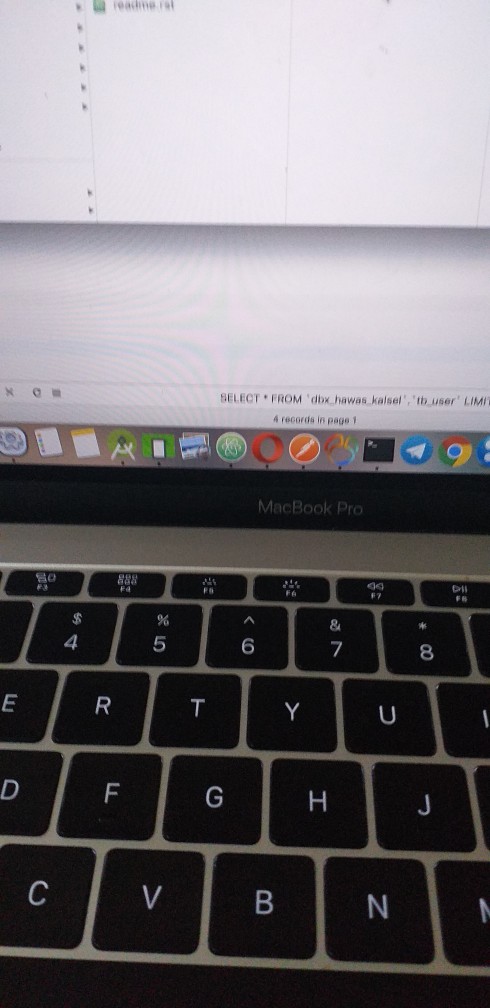 readme.rst
SELECT * FROM `dbx_hawas_kalsel`.`tb_user` LIMIT
4 records in page 1
MacBook Pro
F3 F4 F5 F6 F7 F8
$ % ^ & *
4 5 6 7 8
E R T Y U I
D F G H J
C V B N